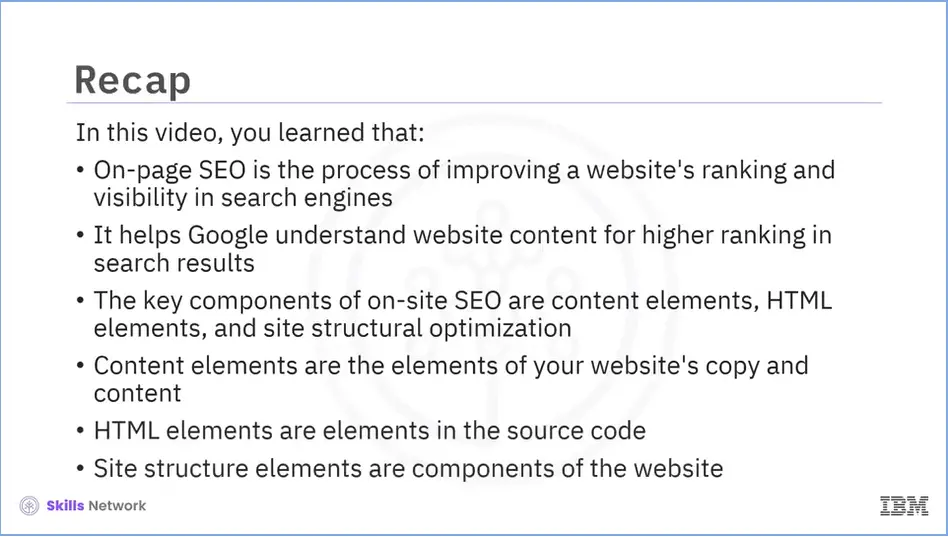 Recap
In this video, you learned that:
• On-page SEO is the process of improving a website's ranking and
visibility in search engines
• It helps Google understand website content for higher ranking in
search results
• The key components of on-site SEO are content elements, HTML
elements, and site structural optimization
• Content elements are the elements of your website's copy and
content
• HTML elements are elements in the source code
• Site structure elements are components of the website
Skills Network
IBM